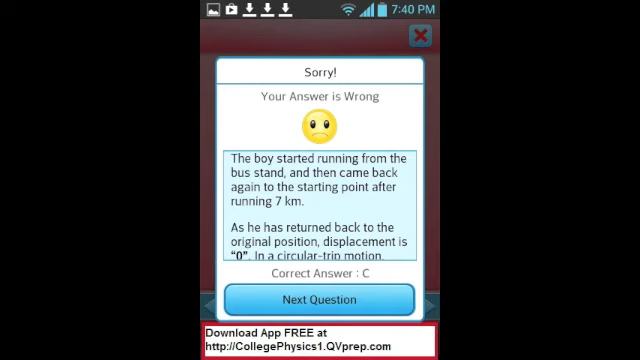 7:40 PM
Sorry!
Your Answer is Wrong
The boy started running from the
bus stand, and then came back
again to the starting point after
running 7 km.
As he has returned back to the
original position, displacement is
“0”. In a circular-trip motion,
Correct Answer : C
Next Question
Download App FREE at
http://CollegePhysics1.QVprep.com